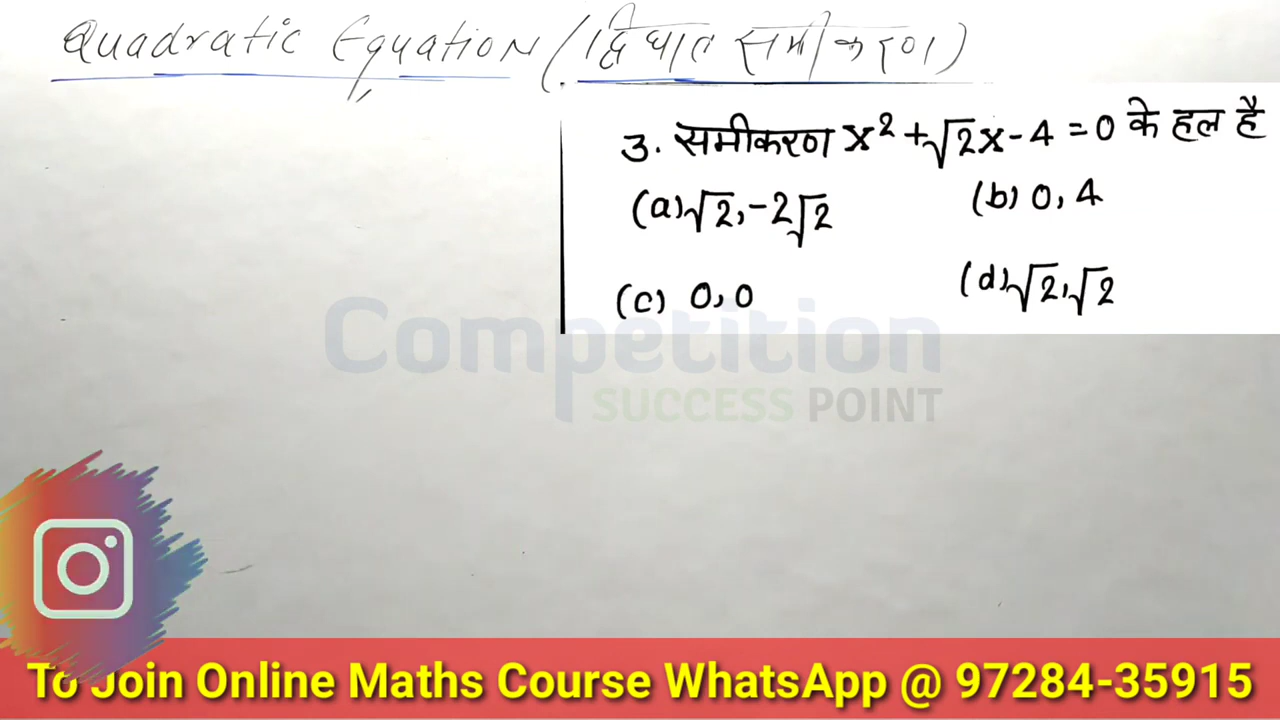 Quadratic Equation (द्विघात समीकरण)
3. समीकरण x² + √2x - 4 = 0 के हल है
(a) √2, -2√2 (b) 0, 4
(c) 0, 0 (d) √2, √2
Competition
SUCCESS POINT
To Join Online Maths Course WhatsApp @ 97284-35915